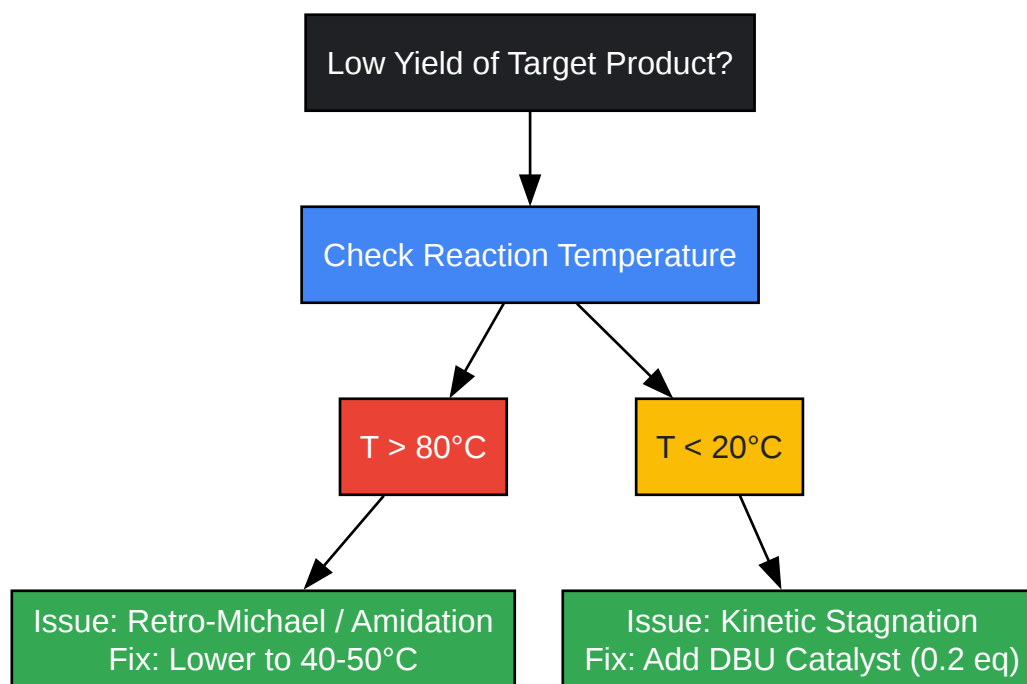 Low Yield of Target Product?
Check Reaction Temperature
T > 80°C
T < 20°C
Issue: Retro-Michael / Amidation
Fix: Lower to 40-50°C
Issue: Kinetic Stagnation
Fix: Add DBU Catalyst (0.2 eq)